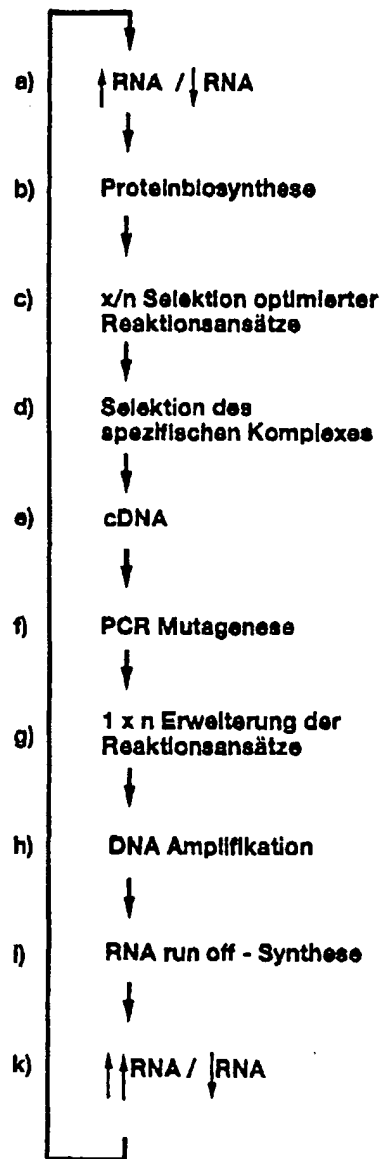 a) ↑RNA / ↓RNA
b) Proteinbiosynthese
c) x/n Selektion optimierter
Reaktionsansätze
d) Selektion des
spezifischen Komplexes
e) cDNA
f) PCR Mutagenese
g) 1 x n Erweiterung der
Reaktionsansätze
h) DNA Amplifikation
i) RNA run off - Synthese
k) ↑↑RNA / ↓RNA